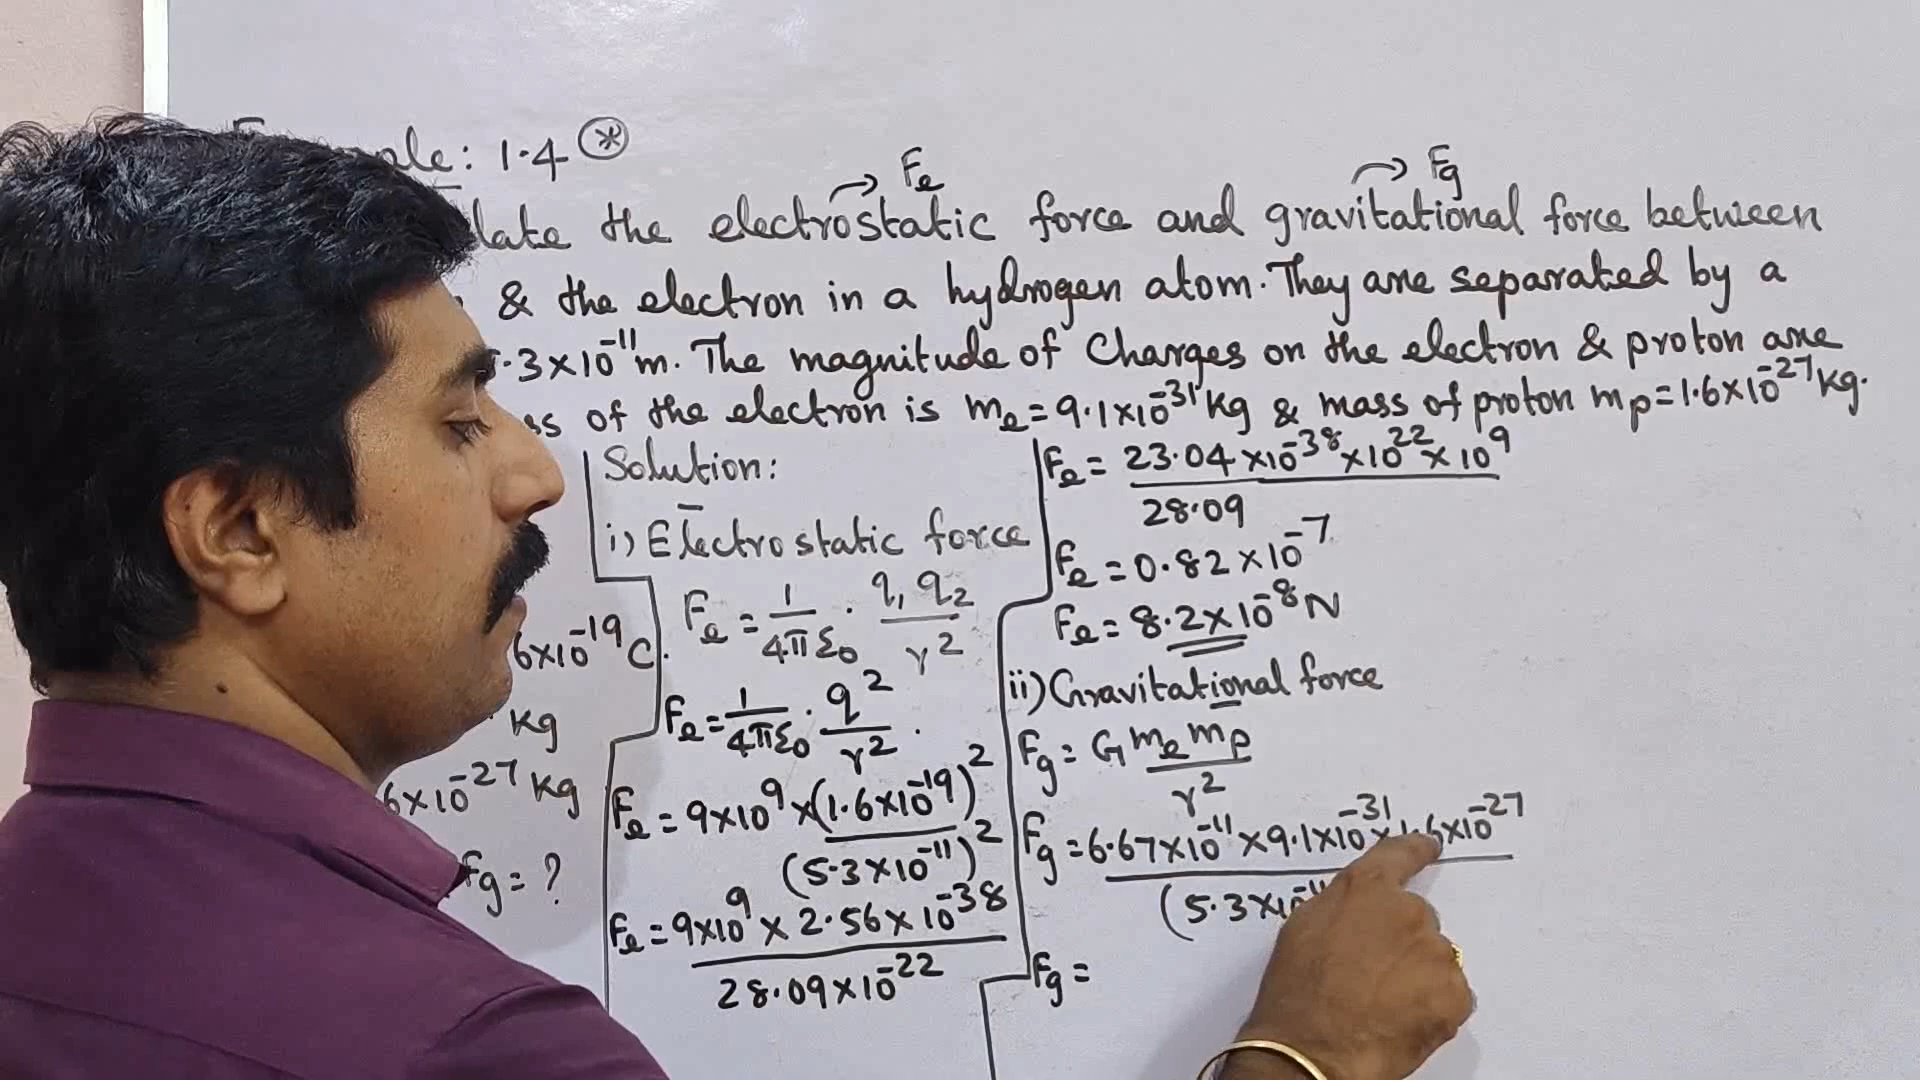 1.4 *
Fe Fg
the electrostatic force and gravitational force between
& the electron in a hydrogen atom. They are separated by a
.3×10⁻¹¹m. The magnitude of Charges on the electron & proton are
of the electron is me=9.1×10⁻³¹kg & mass of proton mp=1.6×10⁻²⁷kg.
6×10⁻¹⁹C.
kg
6×10⁻²⁷kg
Fg=?
Solution:
i) Electrostatic force
Fe = 1/4πε₀ · q₁q₂/r²
Fe = 1/4πε₀ · q²/r².
Fe = 9×10⁹×(1.6×10⁻¹⁹)²/(5.3×10⁻¹¹)²
Fe = 9×10⁹×2.56×10⁻³⁸/28.09×10⁻²²
Fe = 23.04×10⁻³⁸×10²²×10⁹/28.09
Fe = 0.82×10⁻⁷
Fe = 8.2×10⁻⁸N
ii) Gravitational force
Fg = G me mp/r²
Fg = 6.67×10⁻¹¹×9.1×10⁻³¹×1.6×10⁻²⁷/(5.3×10⁻¹¹
Fg =